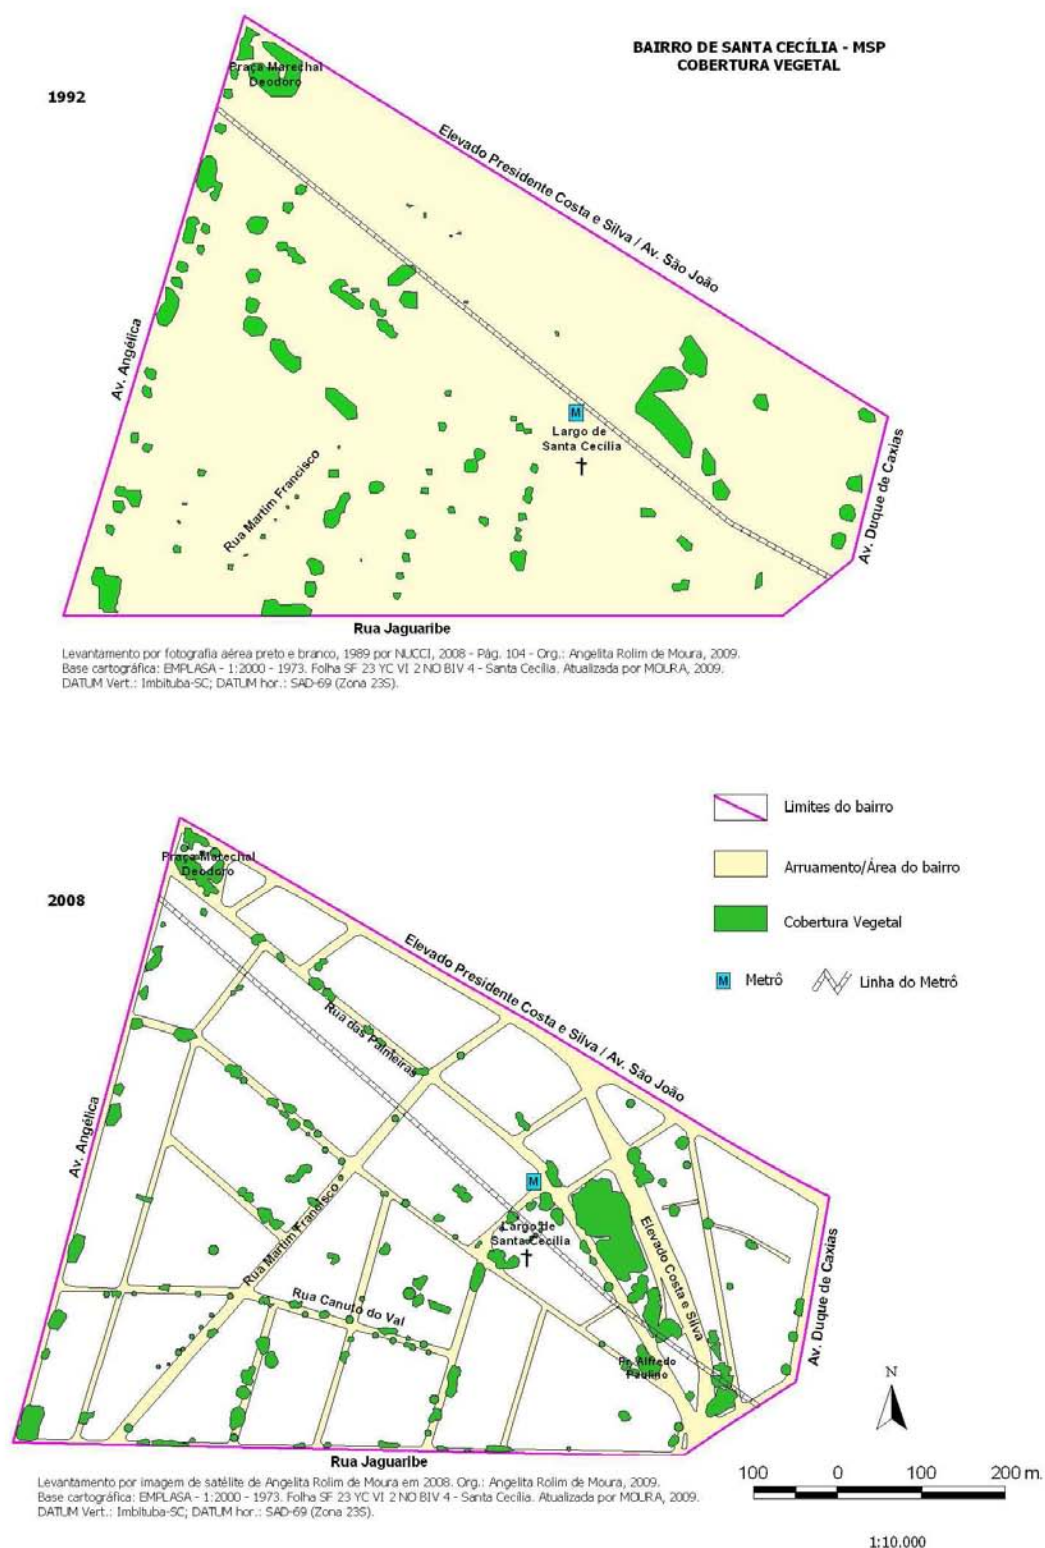 BAIRRO DE SANTA CECÍLIA - MSP
COBERTURA VEGETAL
1992
Praça Marechal
Deodoro
Elevado Presidente Costa e Silva / Av. São João
Av. Angélica
M
Largo de
Santa Cecília
Rua Martim Francisco
Av. Duque de Caxias
Rua Jaguaribe
Levantamento por fotografia aérea preto e branco, 1989 por NUCCI, 2008 - Pág. 104 - Org.: Angelita Rolim de Moura, 2009.
Base cartográfica: EMPLASA - 1:2000 - 1973. Folha SF 23 YC VI 2 NO BIV 4 - Santa Cecília. Atualizada por MOURA, 2009.
DATUM Vert.: Imbituba-SC; DATUM hor.: SAD-69 (Zona 23S).
Limites do bairro
Arruamento/Área do bairro
Cobertura Vegetal
M Metrô
Linha do Metrô
2008
Praça Marechal
Deodoro
Elevado Presidente Costa e Silva / Av. São João
Rua das Palmeiras
Av. Angélica
M
Largo de
Santa Cecília
Rua Martim Francisco
Elevado Costa e Silva
Rua Canuto do Val
Av. Duque de Caxias
Pr. Alfredo
Paulino
Rua Jaguaribe
N
Levantamento por imagem de satélite de Angelita Rolim de Moura em 2008. Org.: Angelita Rolim de Moura, 2009.
Base cartográfica: EMPLASA - 1:2000 - 1973. Folha SF 23 YC VI 2 NO BIV 4 - Santa Cecília. Atualizada por MOURA, 2009.
DATUM Vert.: Imbituba-SC; DATUM hor.: SAD-69 (Zona 23S).
100 0 100 200 m.
1:10.000